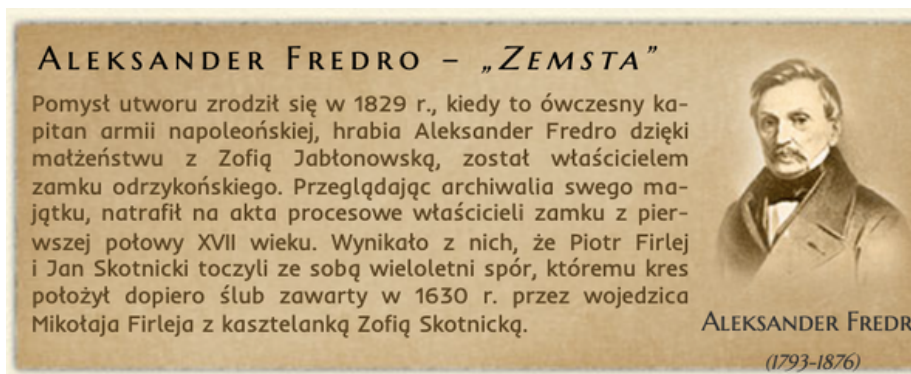 Aleksander Fredro – „Zemsta”
Pomysł utworu zrodził się w 1829 r., kiedy to ówczesny ka-
pitan armii napoleońskiej, hrabia Aleksander Fredro dzięki
małżeństwu z Zofią Jabłonowską, został właścicielem
zamku odrzykońskiego. Przeglądając archiwalia swego ma-
jątku, natrafił na akta procesowe właścicieli zamku z pier-
wszej połowy XVII wieku. Wynikało z nich, że Piotr Firlej
i Jan Skotnicki toczyli ze sobą wieloletni spór, któremu kres
położył dopiero ślub zawarty w 1630 r. przez wojedzica
Mikołaja Firleja z kasztelanką Zofią Skotnicką.
Aleksander Fredr
(1793-1876)